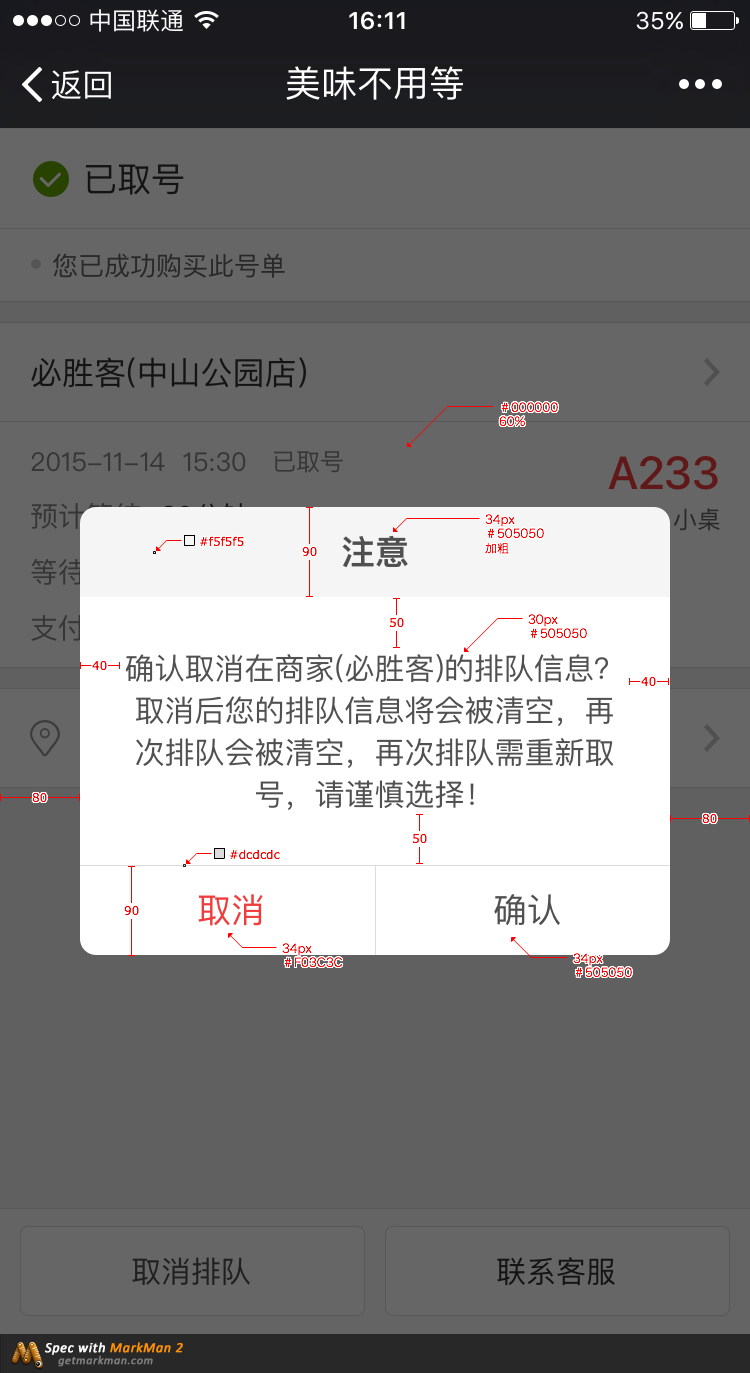 中国联通 16:11 35%
返回 美味不用等
已取号
您已成功购买此号单
必胜客(中山公园店)
#000000
60%
2015-11-14 15:30 已取号 A233
小桌
预计
等待
支付
34px
#505050
加粗
#f5f5f5 90 注意
50 30px
#505050
40 确认取消在商家(必胜客)的排队信息? 40
取消后您的排队信息将会被清空，再
次排队会被清空，再次排队需重新取
号，请谨慎选择！
80 80
50
#dcdcdc
90 取消 确认
34px
#F03C3C
34px
#505050
取消排队 联系客服
Spec with MarkMan 2
getmarkman.com